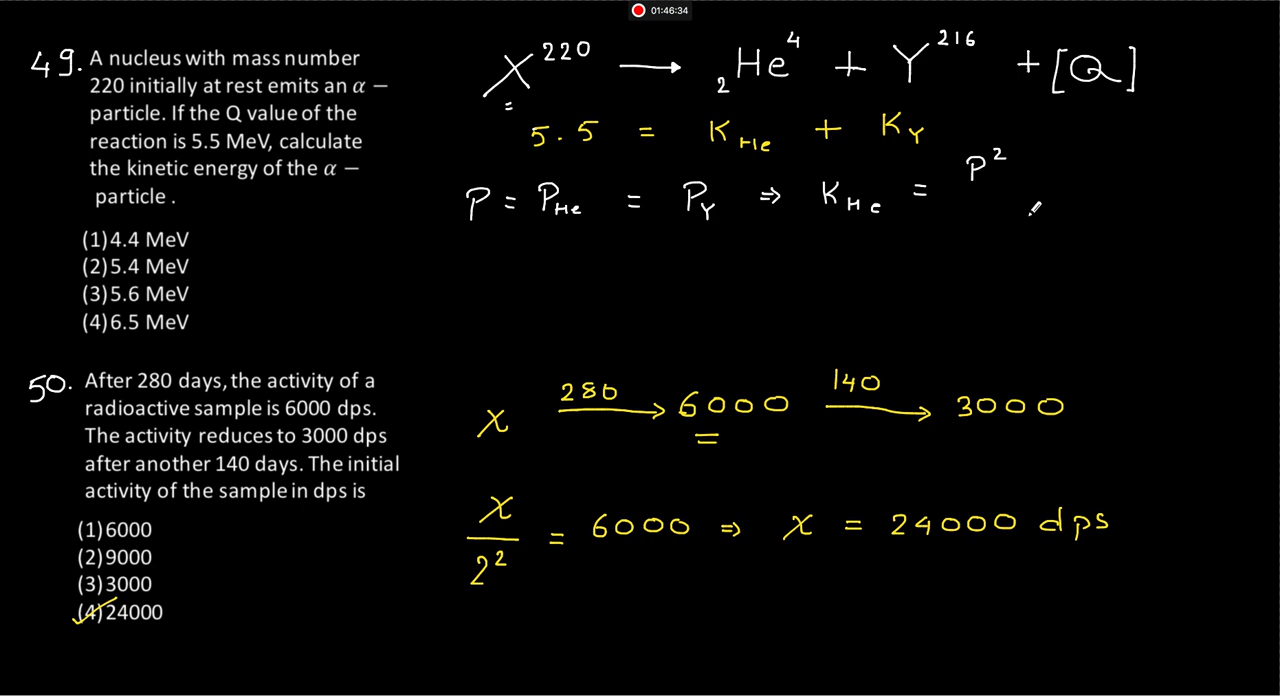 01:46:34
49. A nucleus with mass number
220 initially at rest emits an α −
particle. If the Q value of the
reaction is 5.5 MeV, calculate
the kinetic energy of the α −
particle .
(1)4.4 MeV
(2)5.4 MeV
(3)5.6 MeV
(4)6.5 MeV
X²²⁰ ⟶ ₂He⁴ + Y²¹⁶ + [Q]
=
5.5 = K_He + K_Y
P = P_He = P_Y ⇒ K_He = P²
50. After 280 days, the activity of a
radioactive sample is 6000 dps.
The activity reduces to 3000 dps
after another 140 days. The initial
activity of the sample in dps is
(1)6000
(2)9000
(3)3000
(4)24000
280 140
x → 6000 → 3000
=
x/2² = 6000 ⇒ x = 24000 dps